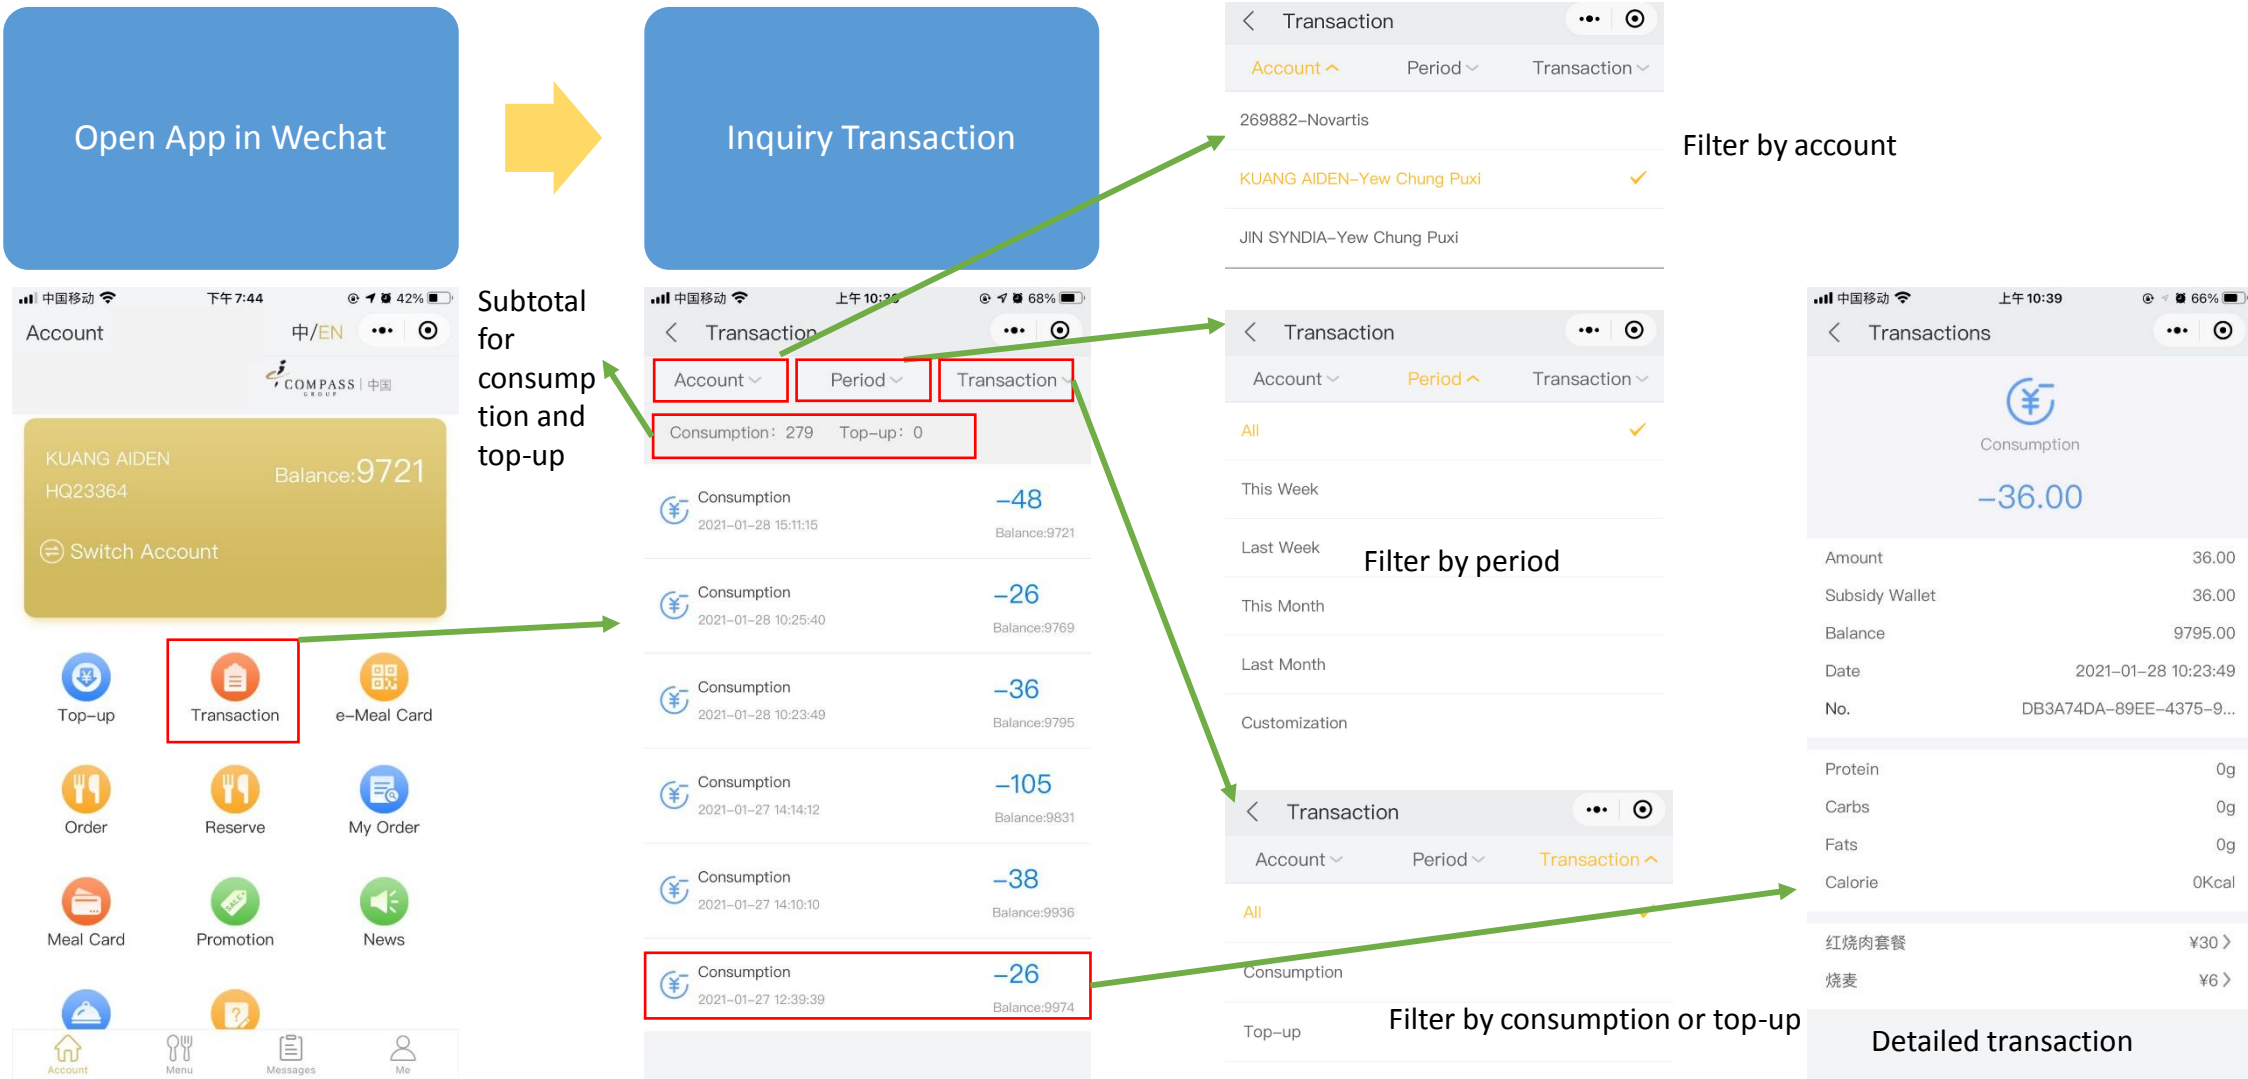 Open App in Wechat
Inquiry Transaction
中国移动
下午 7:44
42%
Account
中/EN
COMPASS 中国
GROUP
KUANG AIDEN
HQ23364
Balance:9721
Switch Account
Top-up
Transaction
e-Meal Card
Order
Reserve
My Order
Meal Card
Promotion
SALE
News
Account
Menu
Messages
Me
Subtotal
for
consump
tion and
top-up
中国移动
68%
Transaction
Account
Period
Transaction
Consumption: 279 Top-up: 0
Consumption -48
2021-01-28 15:11:15 Balance:9721
Consumption -26
2021-01-28 10:25:40 Balance:9769
Consumption -36
2021-01-28 10:23:49 Balance:9795
Consumption -105
2021-01-27 14:14:12 Balance:9831
Consumption -38
2021-01-27 14:10:10 Balance:9936
Consumption -26
2021-01-27 12:39:39 Balance:9974
Transaction
Account Period Transaction
269882-Novartis
KUANG AIDEN-Yew Chung Puxi
JIN SYNDIA-Yew Chung Puxi
Filter by account
Transaction
Account Period Transaction
All
This Week
Last Week
This Month
Last Month
Customization
Filter by period
Transaction
Account Period Transaction
All
Consumption
Top-up
Filter by consumption or top-up
中国移动
上午 10:39
66%
Transactions
Consumption
-36.00
Amount 36.00
Subsidy Wallet 36.00
Balance 9795.00
Date 2021-01-28 10:23:49
No. DB3A74DA-89EE-4375-9...
Protein 0g
Carbs 0g
Fats 0g
Calorie 0Kcal
红烧肉套餐 ¥30
烧麦 ¥6
Detailed transaction